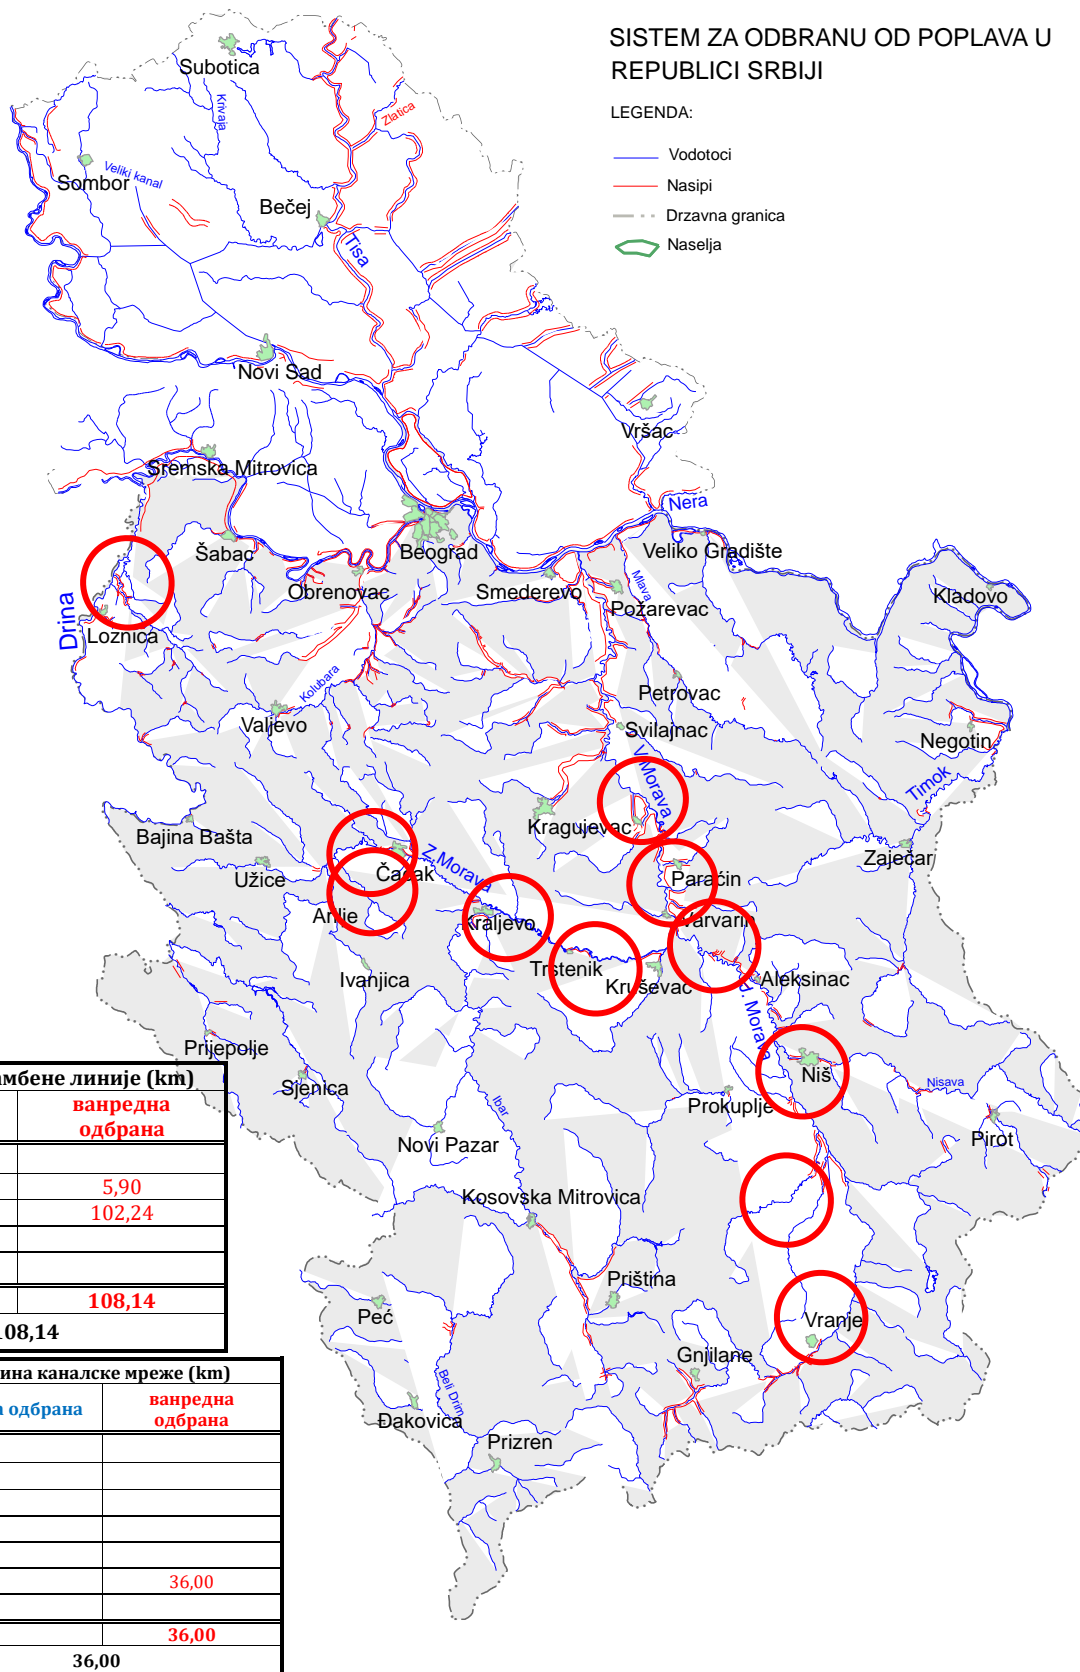 SISTEM ZA ODBRANU OD POPLAVA U
REPUBLICI SRBIJI
LEGENDA:
Vodotoci
Nasipi
Drzavna granica
Naselja
Subotica
Krivaja
Zlatica
Sombor
Veliki kanal
Bečej
Tisa
Novi Sad
Vršac
Sremska Mitrovica
Nera
Šabac
Beograd
Veliko Gradište
Obrenovac
Smederevo
Mlava
Požarevac
Kladovo
Drina
Loznica
Kolubara
Petrovac
Valjevo
Svilajnac
Negotin
V. Morava
Timok
Bajina Bašta
Kragujevac
Zaječar
Užice
Čačak
Z.Morava
Paraćin
Arilje
Kraljevo
Varvarin
Ivanjica
Trstenik
Kruševac
Aleksinac
J. Morava
Prijepolje
Sjenica
Niš
Nisava
Ibar
Prokuplje
Pirot
Novi Pazar
Kosovska Mitrovica
Priština
Peć
Vranje
Gnjilane
Beli Drim
Đakovica
Prizren
мбене линије (km)
ванредна
одбрана
5,90
102,24
108,14
108,14
ина каналске мреже (km)
а одбрана
ванредна
одбрана
36,00
36,00
36,00